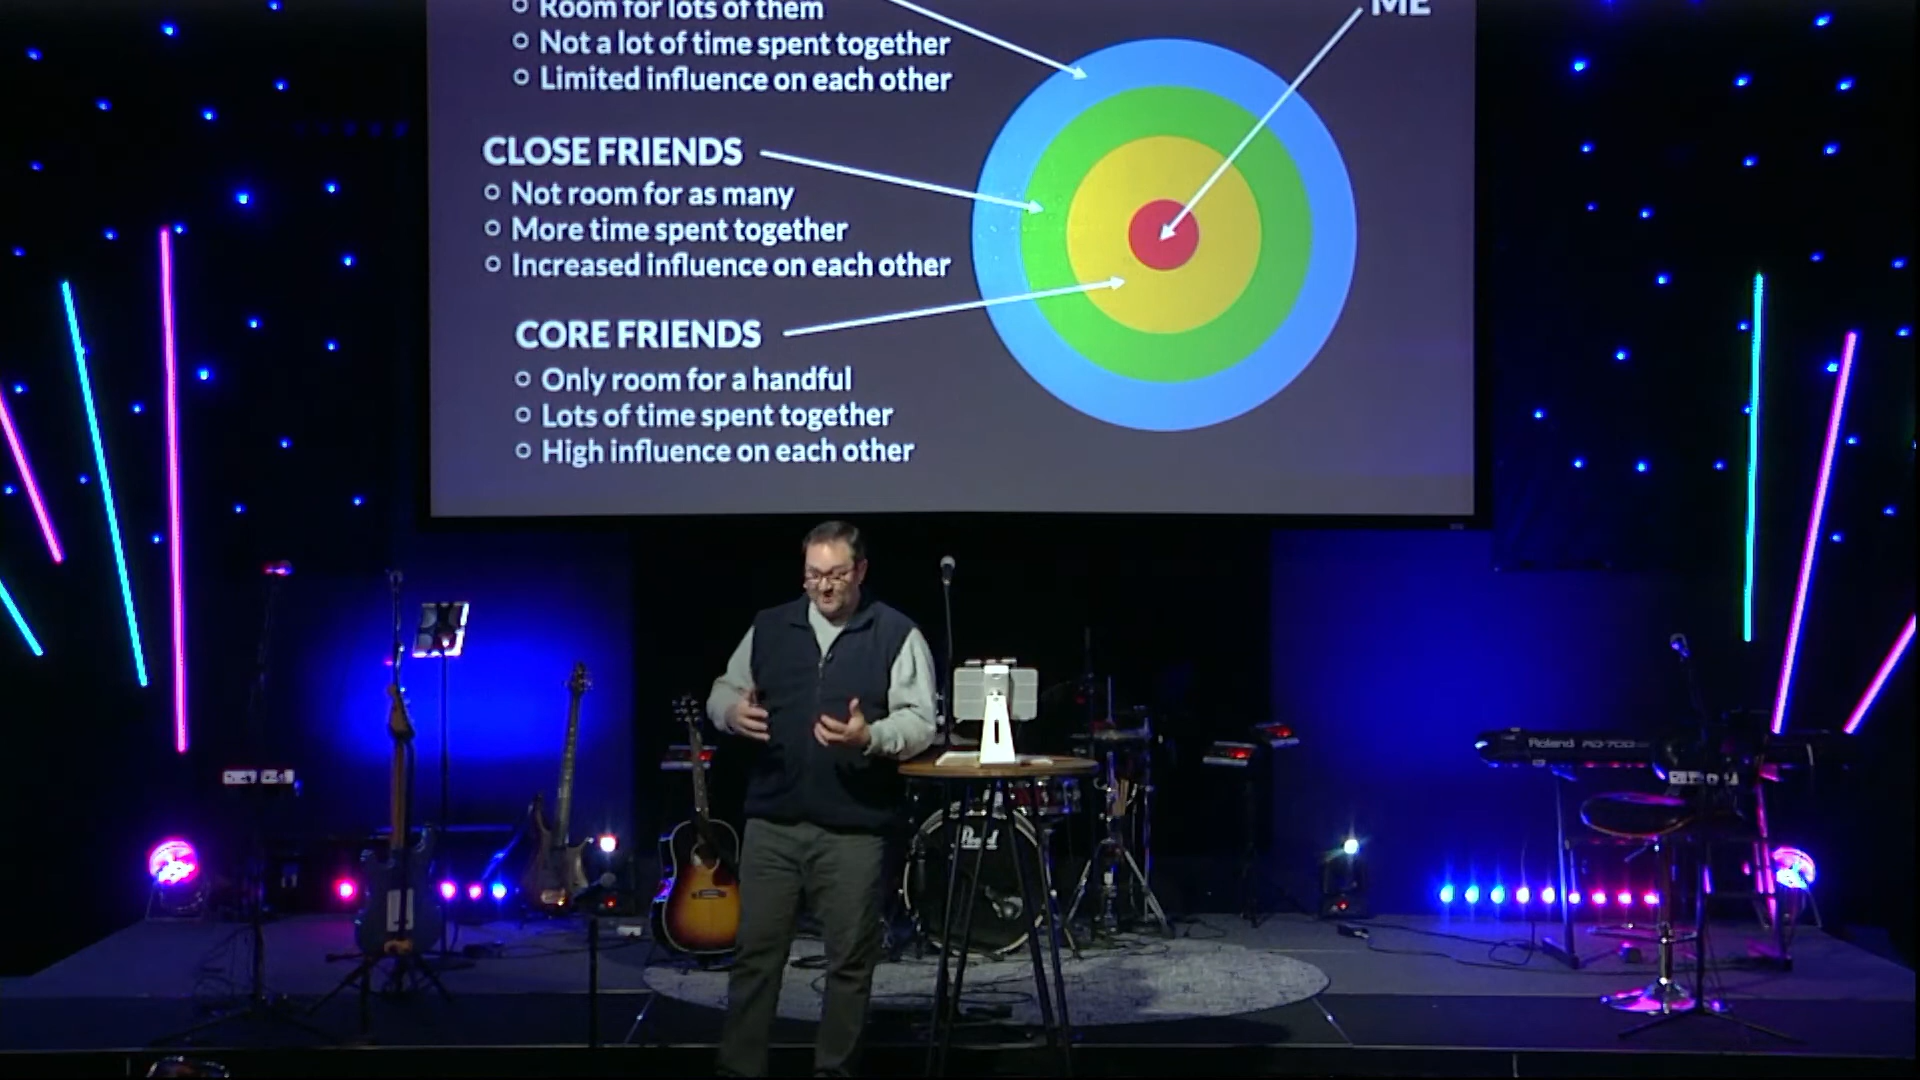 Room for lots of them
ME
Not a lot of time spent together
Limited influence on each other
CLOSE FRIENDS
Not room for as many
More time spent together
Increased influence on each other
CORE FRIENDS
Only room for a handful
Lots of time spent together
High influence on each other
Roland RD-700
Pearl